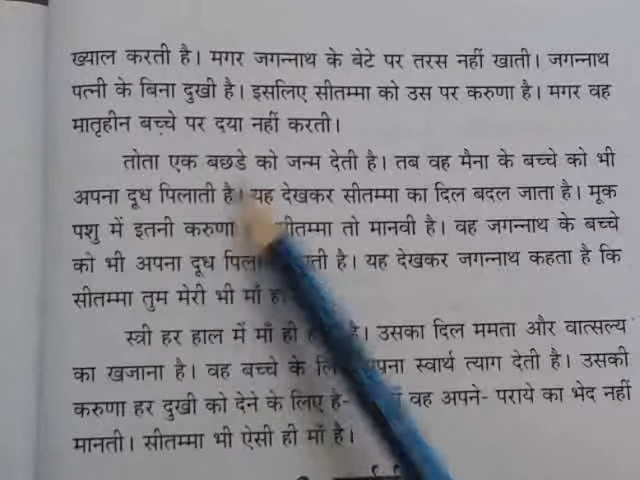 ख्याल करती है। मगर जगन्नाथ के बेटे पर तरस नहीं खाती। जगन्नाथ
पत्नी के बिना दुखी है। इसलिए सीतम्मा को उस पर करुणा है। मगर वह
मातृहीन बच्चे पर दया नहीं करती।
तोता एक बछडे को जन्म देती है। तब वह मैना के बच्चे को भी
अपना दूध पिलाती है। यह देखकर सीतम्मा का दिल बदल जाता है। मूक
पशु में इतनी करुणा सीतम्मा तो मानवी है। वह जगन्नाथ के बच्चे
को भी अपना दूध है। यह देखकर जगन्नाथ कहता है कि
सीतम्मा तुम मेरी भी माँ
स्त्री हर हाल में माँ ही है। उसका दिल ममता और वात्सल्य
का खजाना है। वह बच्चे के अपना स्वार्थ त्याग देती है। उसकी
करुणा हर दुखी को देने के लिए है- वह अपने- पराये का भेद नहीं
मानती। सीतम्मा भी ऐसी ही माँ है।